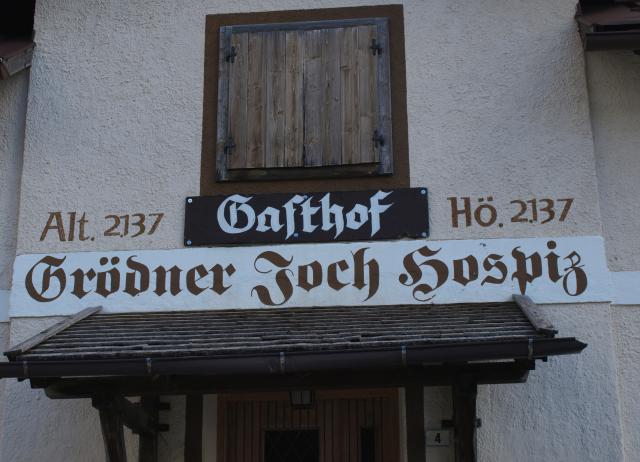 Gasthof
Alt. 2137
Hö. 2137
Grödner Joch Hospiz
4